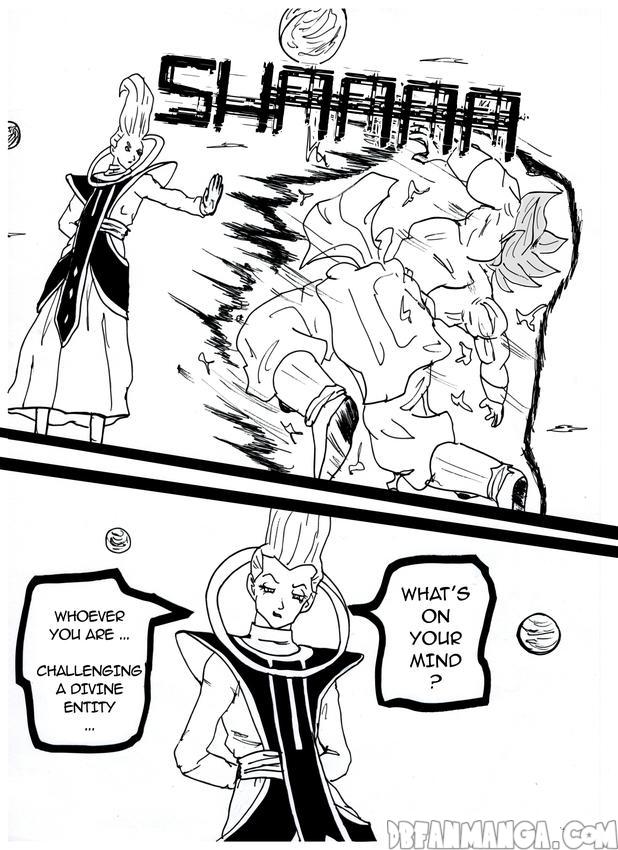 SHAAAA
WHOEVER
YOU ARE ...
CHALLENGING
A DIVINE
ENTITY
...
WHAT'S
ON
YOUR
MIND
?
DBFANMANGA.COM